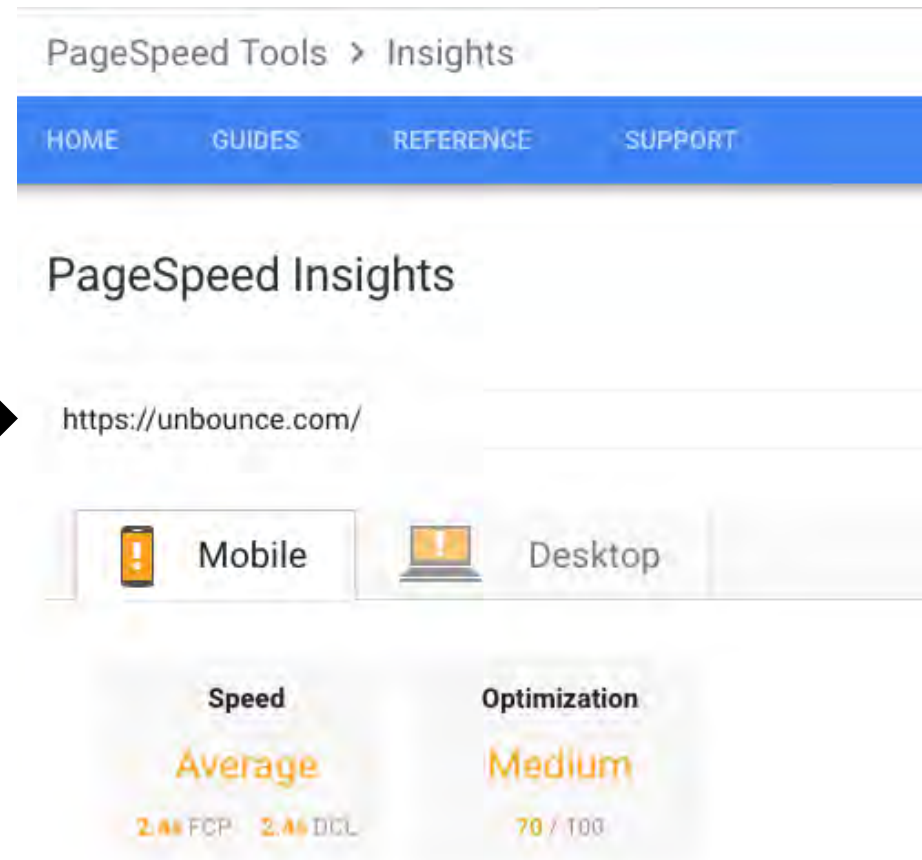 PageSpeed Tools > Insights
HOME GUIDES REFERENCE SUPPORT
PageSpeed Insights
https://unbounce.com/
! Mobile ! Desktop
Speed Optimization
Average Medium
FCP DCL 70 / 100